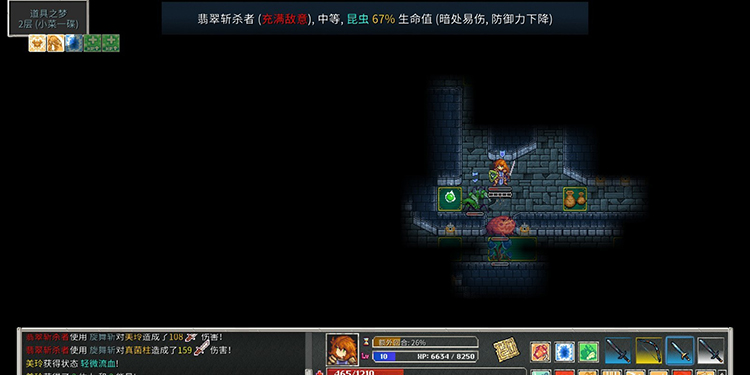 道具之梦
2层 (小菜一碟)
翡翠斩杀者 (充满敌意), 中等, 昆虫 67% 生命值 (暗处易伤, 防御力下降)
翡翠斩杀者使用 旋舞斩对美玲造成了108 伤害!
翡翠斩杀者使用 旋舞斩对真菌柱造成了159 伤害!
美玲获得状态 轻微流血!
额外回合: 26%
Lv 10 XP: 6634 / 8250
465/1210